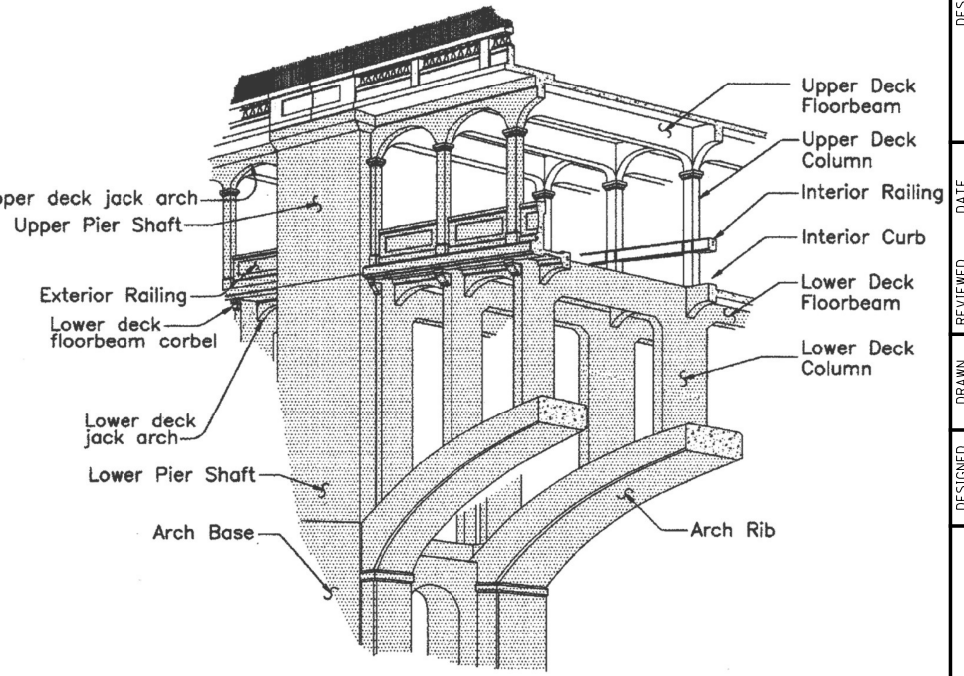 Upper Deck
Floorbeam
Upper Deck
Column
Interior Railing
Interior Curb
Lower Deck
Floorbeam
Lower Deck
Column
Arch Rib
pper deck jack arch
Upper Pier Shaft
Exterior Railing
Lower deck
floorbeam corbel
Lower deck
jack arch
Lower Pier Shaft
Arch Base
DES
DATE
REVIEWED
DRAWN
DESIGNED